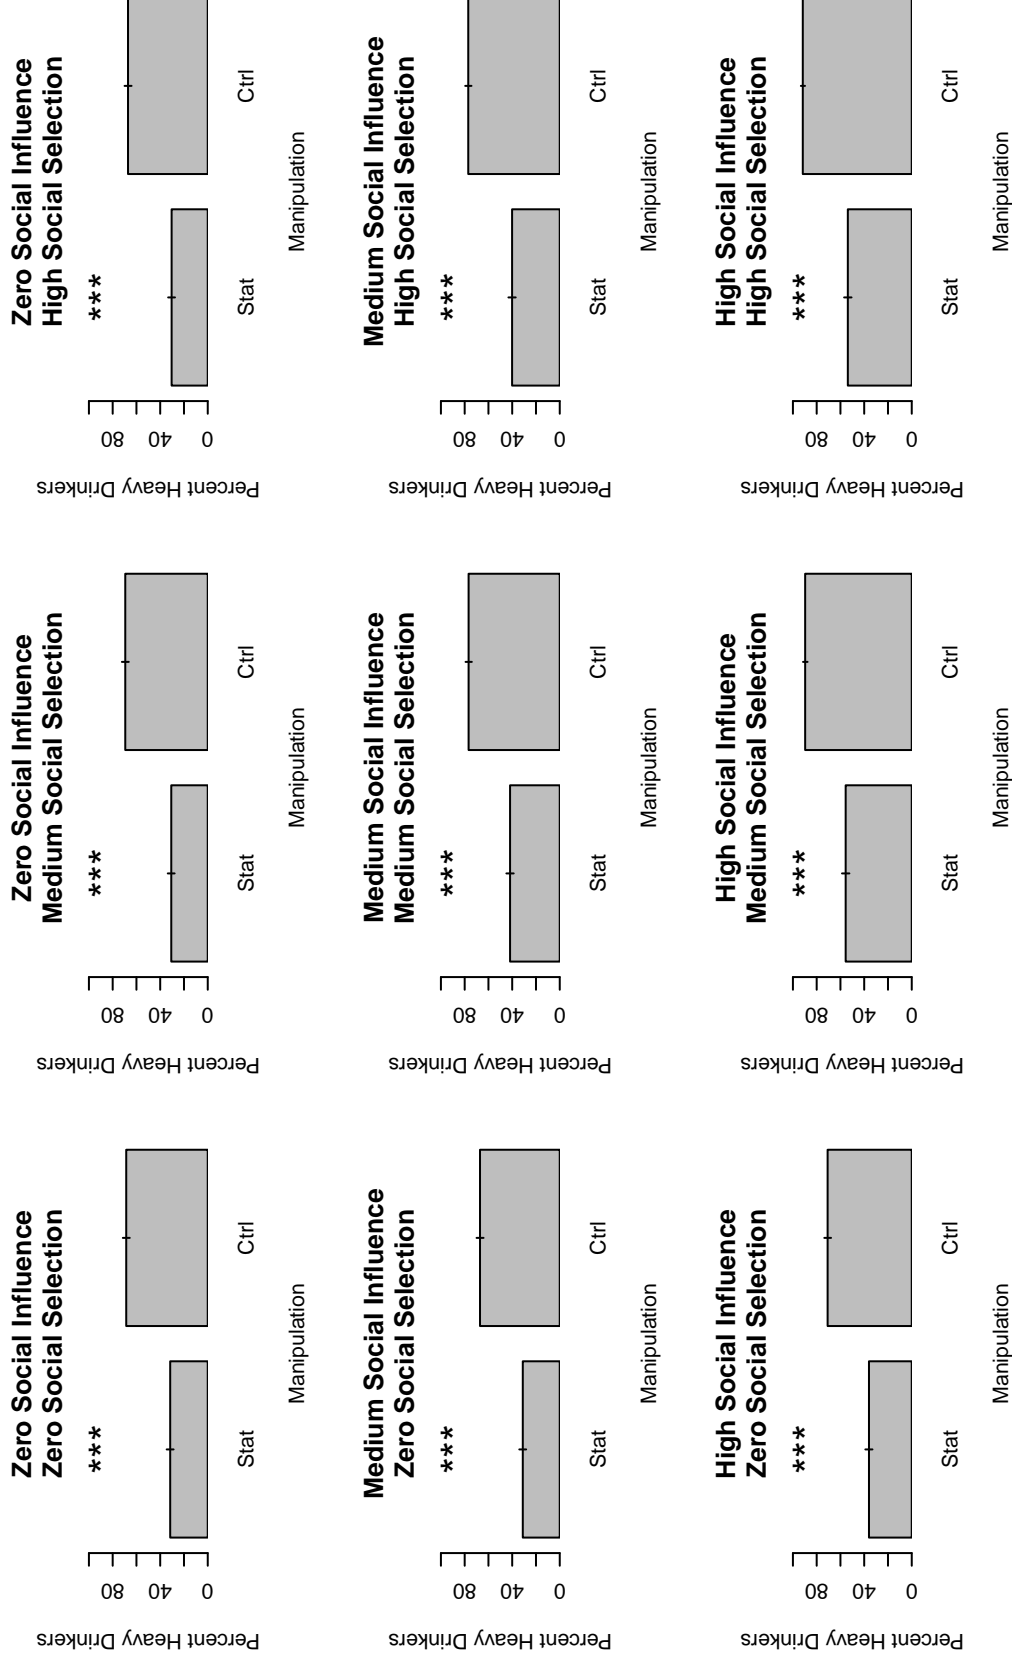 Zero Social Influence
Zero Social Selection
***
Percent Heavy Drinkers
80
40
0
Stat Ctrl
Manipulation
Zero Social Influence
Medium Social Selection
***
Percent Heavy Drinkers
80
40
0
Stat Ctrl
Manipulation
Zero Social Influence
High Social Selection
***
Percent Heavy Drinkers
80
40
0
Stat Ctrl
Manipulation
Medium Social Influence
Zero Social Selection
***
Percent Heavy Drinkers
80
40
0
Stat Ctrl
Manipulation
Medium Social Influence
Medium Social Selection
***
Percent Heavy Drinkers
80
40
0
Stat Ctrl
Manipulation
Medium Social Influence
High Social Selection
***
Percent Heavy Drinkers
80
40
0
Stat Ctrl
Manipulation
High Social Influence
Zero Social Selection
***
Percent Heavy Drinkers
80
40
0
Stat Ctrl
Manipulation
High Social Influence
Medium Social Selection
***
Percent Heavy Drinkers
80
40
0
Stat Ctrl
Manipulation
High Social Influence
High Social Selection
***
Percent Heavy Drinkers
80
40
0
Stat Ctrl
Manipulation